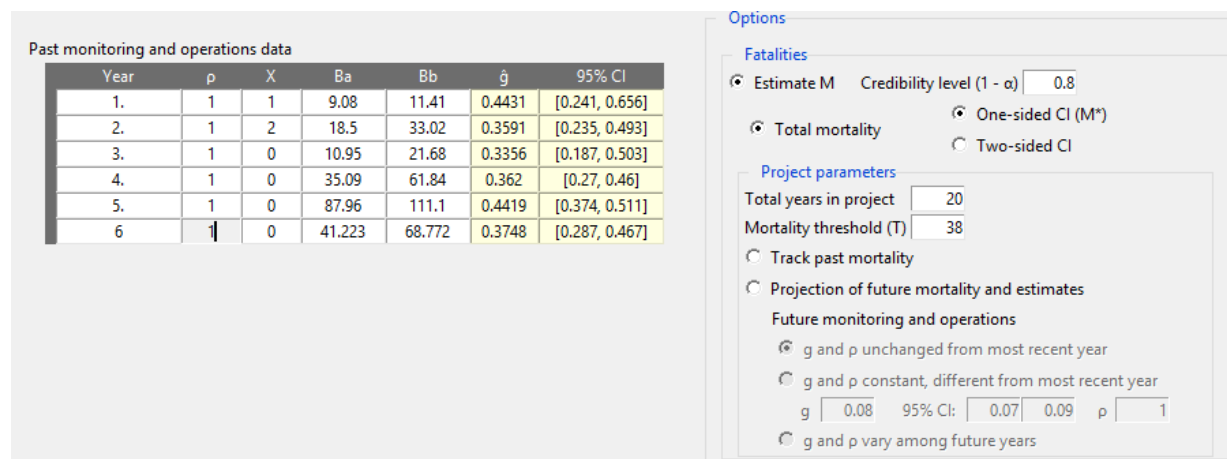 Past monitoring and operations data
Year ρ X Ba Bb ĝ 95% CI
1. 1 1 9.08 11.41 0.4431 [0.241, 0.656]
2. 1 2 18.5 33.02 0.3591 [0.235, 0.493]
3. 1 0 10.95 21.68 0.3356 [0.187, 0.503]
4. 1 0 35.09 61.84 0.362 [0.27, 0.46]
5. 1 0 87.96 111.1 0.4419 [0.374, 0.511]
6 1 0 41.223 68.772 0.3748 [0.287, 0.467]
Options
Fatalities
Estimate M Credibility level (1 - α) 0.8
One-sided CI (M*)
Total mortality
Two-sided CI
Project parameters
Total years in project 20
Mortality threshold (T) 38
Track past mortality
Projection of future mortality and estimates
Future monitoring and operations
g and ρ unchanged from most recent year
g and ρ constant, different from most recent year
g 0.08 95% CI: 0.07 0.09 ρ 1
g and ρ vary among future years